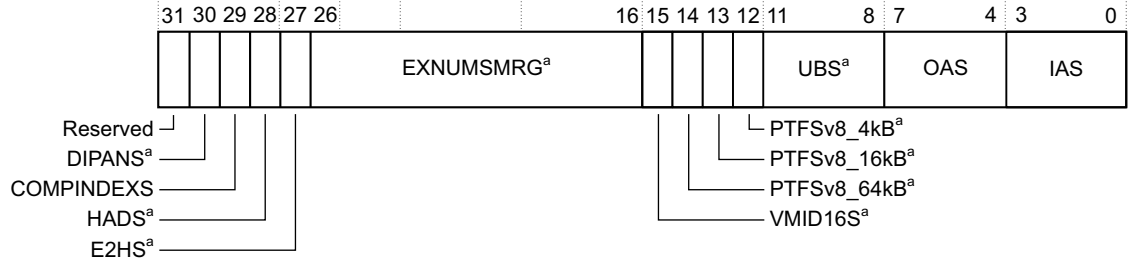 31 30 29 28 27 26 16 15 14 13 12 11 8 7 4 3 0
EXNUMSMRGᵃ UBSᵃ OAS IAS
Reserved PTFSv8_4kBᵃ
DIPANSᵃ PTFSv8_16kBᵃ
COMPINDEXS PTFSv8_64kBᵃ
HADSᵃ VMID16Sᵃ
E2HSᵃ